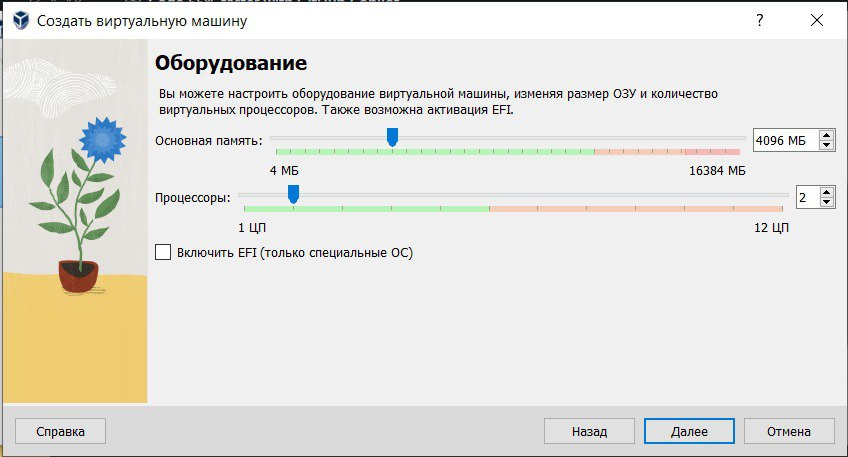 Создать виртуальную машину
?
Оборудование
Вы можете настроить оборудование виртуальной машины, изменяя размер ОЗУ и количество
виртуальных процессоров. Также возможна активация EFI.
Основная память:
4096 МБ
4 МБ
16384 МБ
Процессоры:
2
1 ЦП
12 ЦП
Включить EFI (только специальные ОС)
Справка
Назад
Далее
Отмена